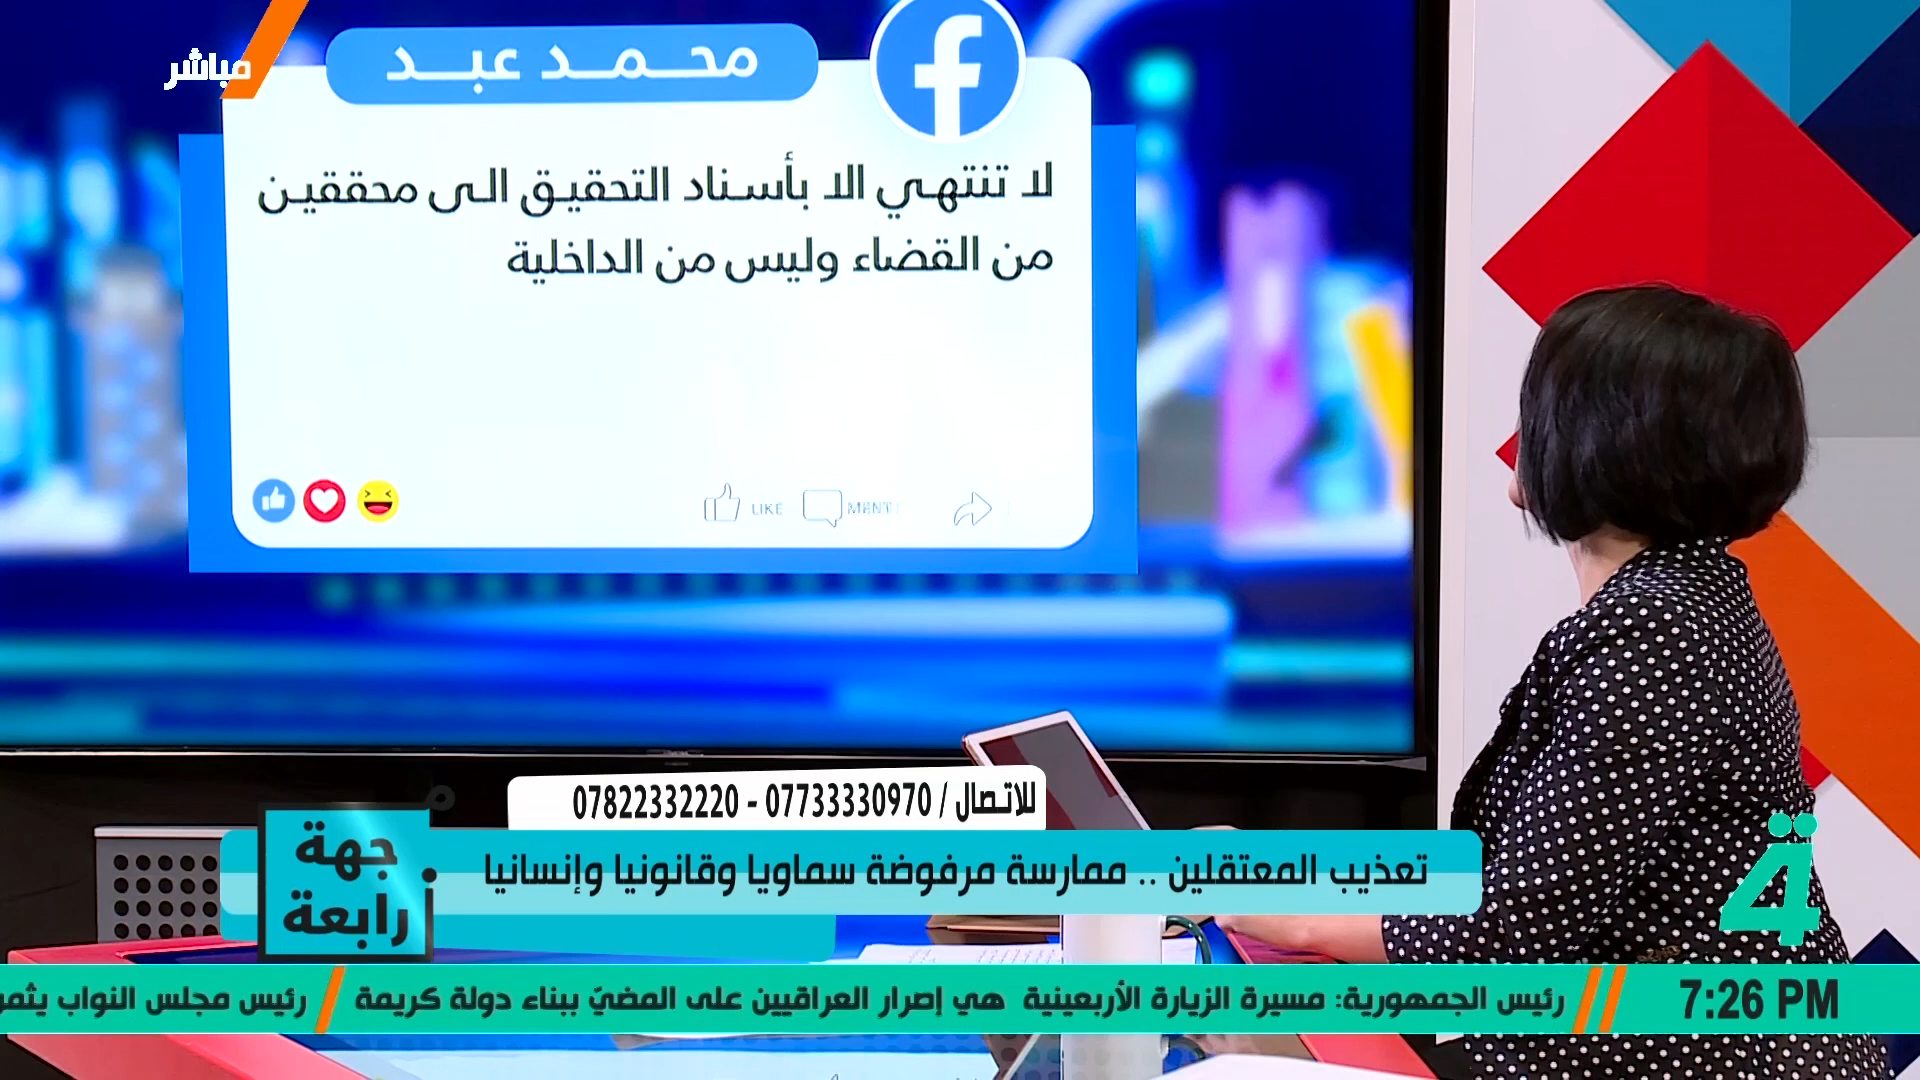 مباشر
محمد عبد
لا تنتهي الا بأسناد التحقيق الى محققين
من القضاء وليس من الداخلية
LIKE
للاتصال / 07733330970 - 07822332220
تعذيب المعتقلين .. ممارسة مرفوضة سماويا وقانونيا وإنسانيا
جهة
رابعة
4
7:26 PM
رئيس الجمهورية: مسيرة الزيارة الأربعينية هي إصرار العراقيين على المضيّ ببناء دولة كريمة
رئيس مجلس النواب